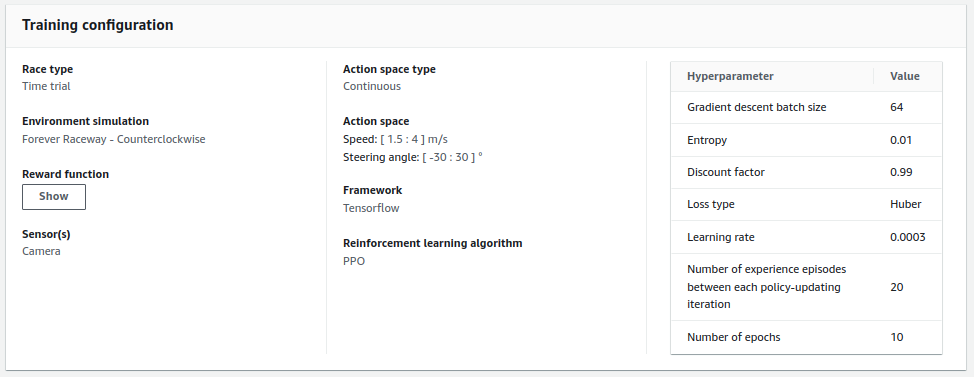 Training configuration
Race type
Time trial
Environment simulation
Forever Raceway - Counterclockwise
Reward function
Show
Sensor(s)
Camera
Action space type
Continuous
Action space
Speed: [ 1.5 : 4 ] m/s
Steering angle: [ -30 : 30 ] °
Framework
Tensorflow
Reinforcement learning algorithm
PPO
Hyperparameter Value
Gradient descent batch size 64
Entropy 0.01
Discount factor 0.99
Loss type Huber
Learning rate 0.0003
Number of experience episodes
between each policy-updating 20
iteration
Number of epochs 10